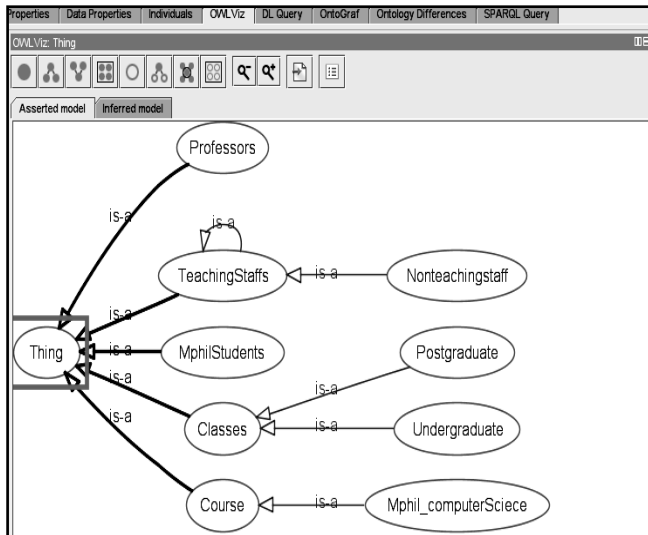 Properties Data Properties Individuals OWLViz DL Query OntoGraf Ontology Differences SPARQL Query
OWLViz: Thing
Asserted model Inferred model
Professors
is-a
is-a
TeachingStaffs is-a Nonteachingstaff
is-a
Thing is-a MphilStudents Postgraduate
is-a
is-a
Classes is-a Undergraduate
is-a
Course is-a Mphil_computerSciece